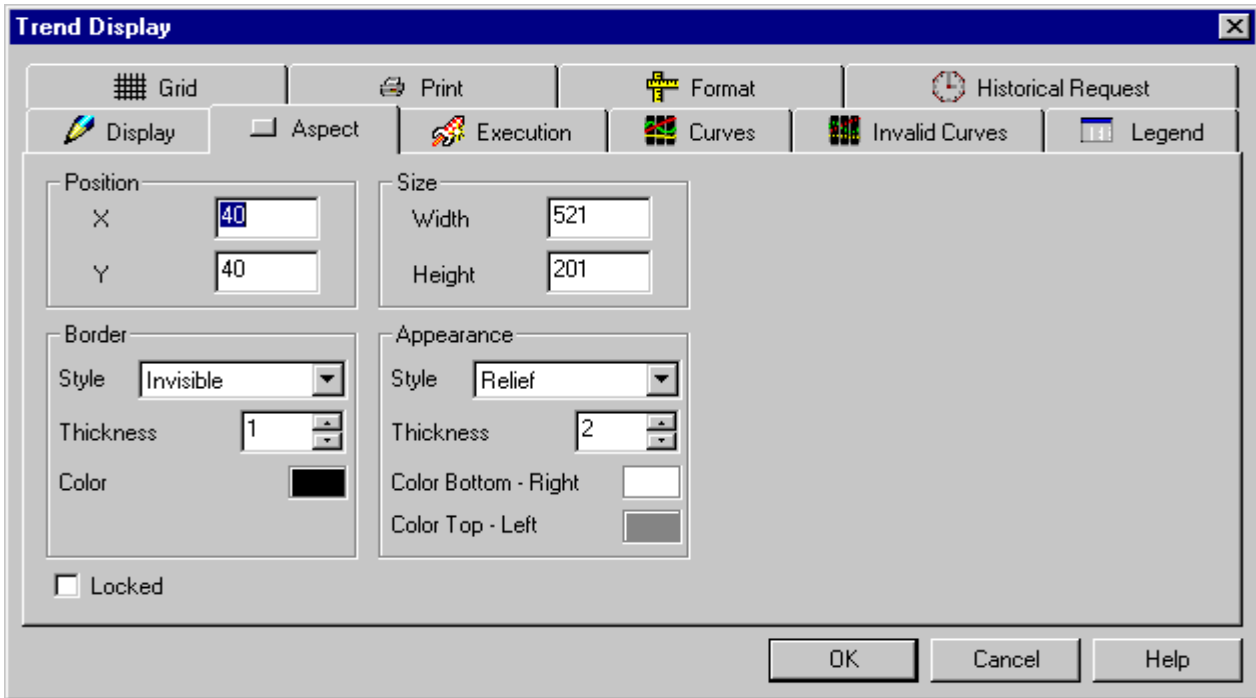 Trend Display
Grid Print Format Historical Request
Display Aspect Execution Curves Invalid Curves Legend
Position
X 40
Y 40
Size
Width 521
Height 201
Border
Style Invisible
Thickness 1
Color
Appearance
Style Relief
Thickness 2
Color Bottom - Right
Color Top - Left
Locked
OK Cancel Help